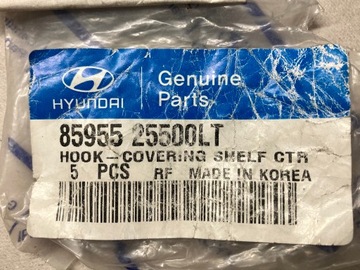 Genuine
Parts
HYUNDAI
85955 25500LT
HOOK-COVERING SHELF CTR
5 PCS RF MADE IN KOREA